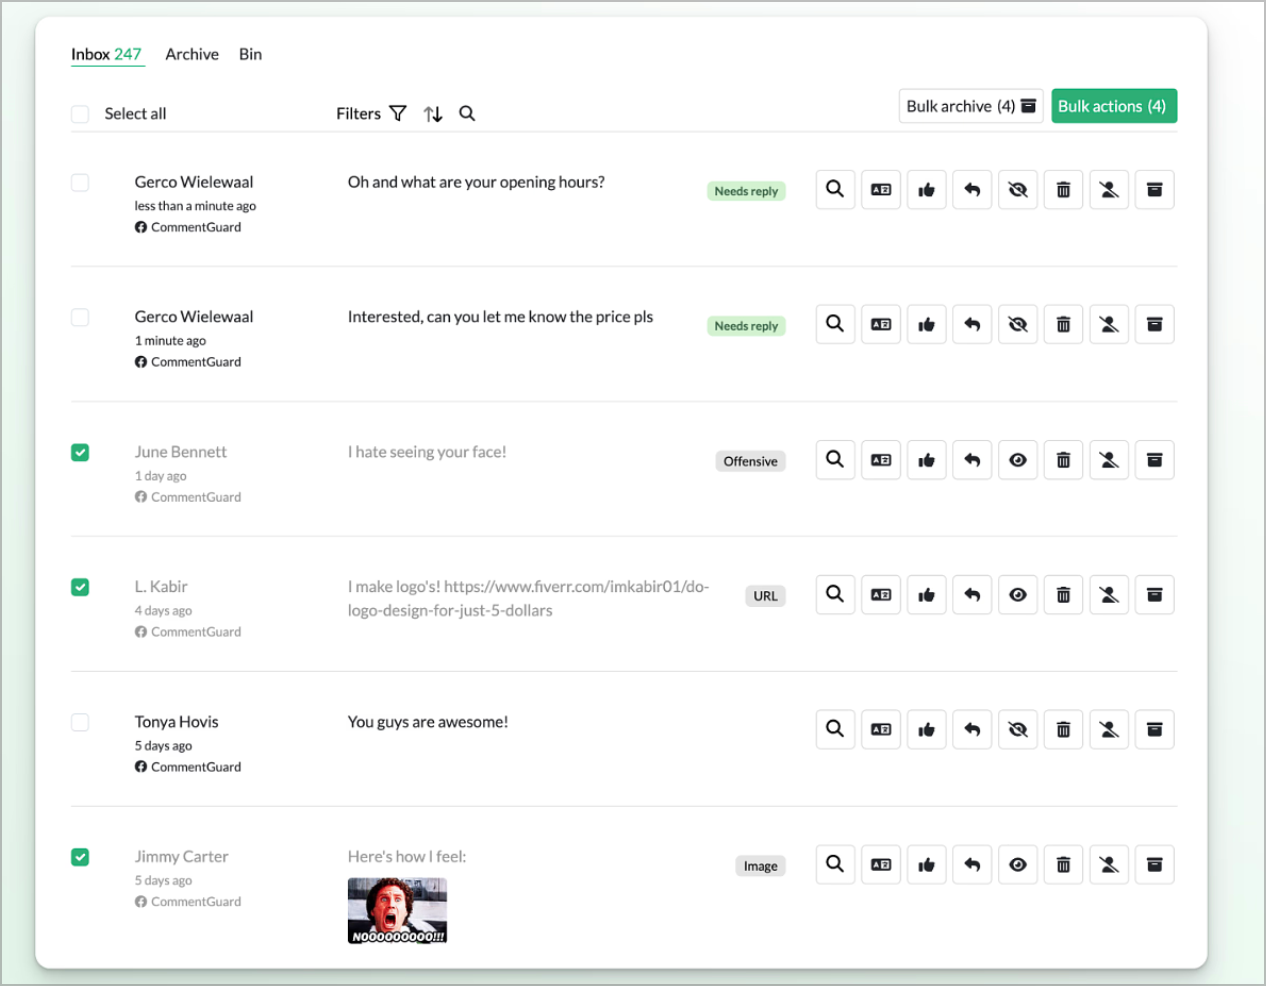 Inbox 247 Archive Bin
Select all Filters Bulk archive (4) Bulk actions (4)
Gerco Wielewaal Oh and what are your opening hours? Needs reply
less than a minute ago
CommentGuard
Gerco Wielewaal Interested, can you let me know the price pls Needs reply
1 minute ago
CommentGuard
June Bennett I hate seeing your face! Offensive
1 day ago
CommentGuard
L. Kabir I make logo's! https://www.fiverr.com/imkabir01/do- URL
4 days ago logo-design-for-just-5-dollars
CommentGuard
Tonya Hovis You guys are awesome!
5 days ago
CommentGuard
Jimmy Carter Here's how I feel: Image
5 days ago
CommentGuard
NOOOOOOOOO!!!